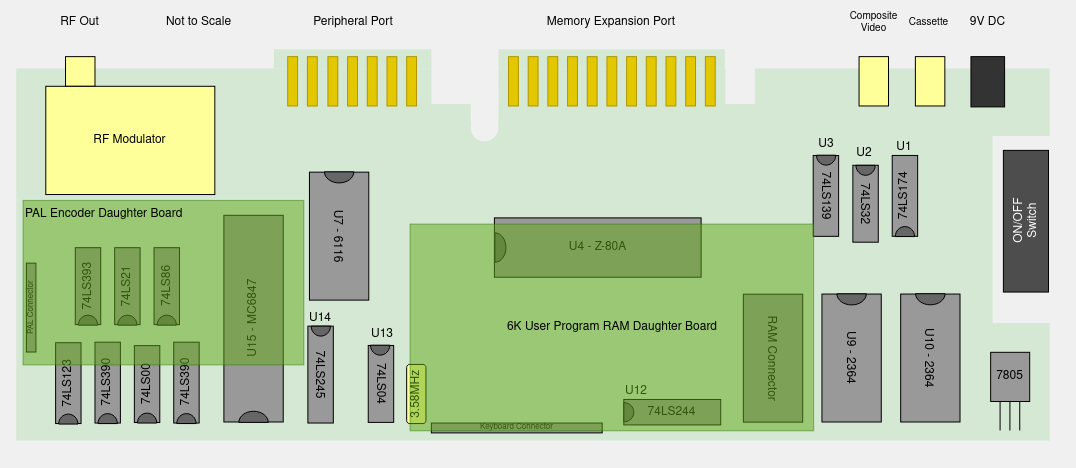 RF Out
Not to Scale
Peripheral Port
Memory Expansion Port
Composite
Video
Cassette
9V DC
RF Modulator
U3
U2
U1
74LS139
74LS32
74LS174
ON/OFF
Switch
PAL Encoder Daughter Board
U7 - 6116
U4 - Z-80A
PAL Connector
74LS393
74LS21
74LS86
U15 - MC6847
U14
U13
6K User Program RAM Daughter Board
RAM Connector
U9 - 2364
U10 - 2364
7805
74LS123
74LS390
74LS00
74LS390
74LS245
74LS04
3.58MHz
U12
74LS244
Keyboard Connector